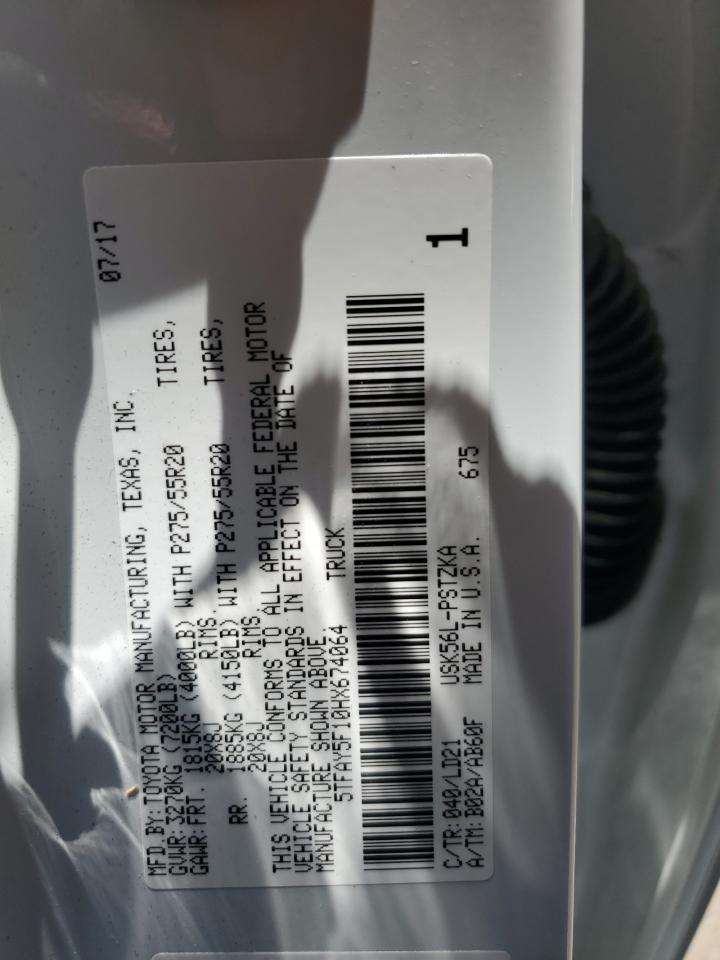 MFD.BY:TOYOTA MOTOR MANUFACTURING, TEXAS, INC. 07/17
GVWR:3270KG (7200LB)
GAWR:FRT. 1815KG (4000LB) WITH P275/55R20 TIRES,
20X8J RIMS
RR. 1885KG (4150LB) WITH P275/55R20 TIRES,
20X8J RIMS
THIS VEHICLE CONFORMS TO ALL APPLICABLE FEDERAL MOTOR
VEHICLE SAFETY STANDARDS IN EFFECT ON THE DATE OF
MANUFACTURE SHOWN ABOVE
5TFAY5F10HX674064 TRUCK
1
C/TR:040/LD21 USK56L-PSTZKA 675
A/TM:B02A/AB60F MADE IN U.S.A.